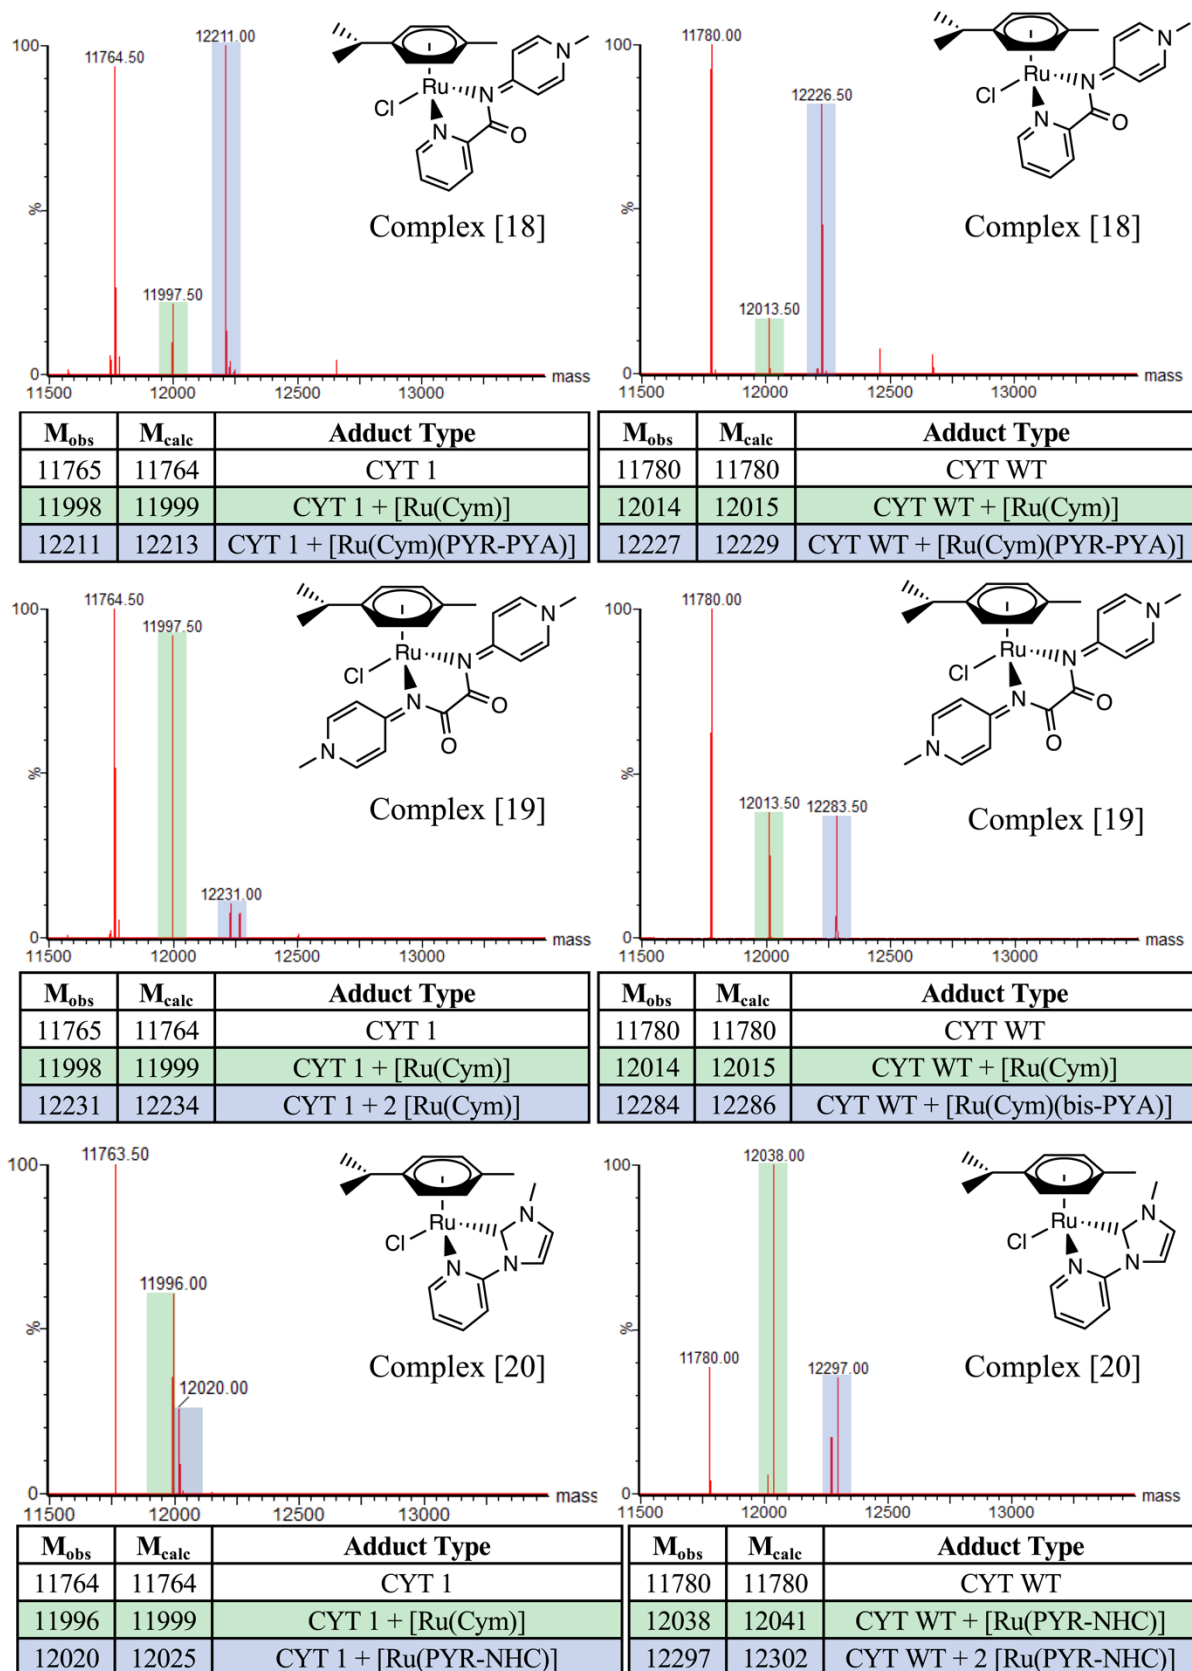 100
11764.50
12211.00
11997.50
%
0
11500
12000
12500
13000
mass
Ru
Cl
N
N
N
O
Complex [18]
100
11780.00
12226.50
12013.50
%
0
11500
12000
12500
13000
mass
Ru
Cl
N
N
N
O
Complex [18]
Mobs Mcalc Adduct Type
11765 11764 CYT 1
11998 11999 CYT 1 + [Ru(Cym)]
12211 12213 CYT 1 + [Ru(Cym)(PYR-PYA)]
Mobs Mcalc Adduct Type
11780 11780 CYT WT
12014 12015 CYT WT + [Ru(Cym)]
12227 12229 CYT WT + [Ru(Cym)(PYR-PYA)]
100
11764.50
11997.50
12231.00
%
0
11500
12000
12500
13000
mass
Ru
Cl
N
N
N
N
O
O
Complex [19]
100
11780.00
12013.50
12283.50
%
0
11500
12000
12500
13000
mass
Ru
Cl
N
N
N
N
O
O
Complex [19]
Mobs Mcalc Adduct Type
11765 11764 CYT 1
11998 11999 CYT 1 + [Ru(Cym)]
12231 12234 CYT 1 + 2 [Ru(Cym)]
Mobs Mcalc Adduct Type
11780 11780 CYT WT
12014 12015 CYT WT + [Ru(Cym)]
12284 12286 CYT WT + [Ru(Cym)(bis-PYA)]
100
11763.50
11996.00
12020.00
%
0
11500
12000
12500
13000
mass
Ru
Cl
N
N
N
Complex [20]
100
12038.00
11780.00
12297.00
%
0
11500
12000
12500
13000
mass
Ru
Cl
N
N
N
Complex [20]
Mobs Mcalc Adduct Type
11764 11764 CYT 1
11996 11999 CYT 1 + [Ru(Cym)]
12020 12025 CYT 1 + [Ru(PYR-NHC)]
Mobs Mcalc Adduct Type
11780 11780 CYT WT
12038 12041 CYT WT + [Ru(PYR-NHC)]
12297 12302 CYT WT + 2 [Ru(PYR-NHC)]